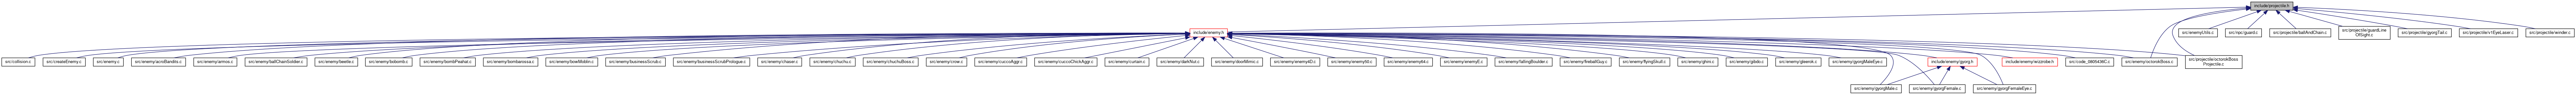 include/projectile.h
include/enemy.h
src/enemyUtils.c
src/npc/guard.c
src/projectile/ballAndChain.c
src/projectile/guardLine
OfSight.c
src/projectile/gyorgTail.c
src/projectile/v1EyeLaser.c
src/projectile/winder.c
src/collision.c
src/createEnemy.c
src/enemy.c
src/enemy/acroBandits.c
src/enemy/armos.c
src/enemy/ballChainSoldier.c
src/enemy/beetle.c
src/enemy/bobomb.c
src/enemy/bombPeahat.c
src/enemy/bombarossa.c
src/enemy/bowMoblin.c
src/enemy/businessScrub.c
src/enemy/businessScrubPrologue.c
src/enemy/chaser.c
src/enemy/chuchu.c
src/enemy/chuchuBoss.c
src/enemy/crow.c
src/enemy/cuccoAggr.c
src/enemy/cuccoChickAggr.c
src/enemy/curtain.c
src/enemy/darkNut.c
src/enemy/doorMimic.c
src/enemy/enemy4D.c
src/enemy/enemy50.c
src/enemy/enemy64.c
src/enemy/enemyE.c
src/enemy/fallingBoulder.c
src/enemy/fireballGuy.c
src/enemy/flyingSkull.c
src/enemy/ghini.c
src/enemy/gibdo.c
src/enemy/gleerok.c
src/enemy/gyorgMaleEye.c
include/enemy/gyorg.h
include/enemy/wizzrobe.h
src/code_0805436C.c
src/enemy/octorokBoss.c
src/projectile/octorokBoss
Projectile.c
src/enemy/gyorgMale.c
src/enemy/gyorgFemale.c
src/enemy/gyorgFemaleEye.c